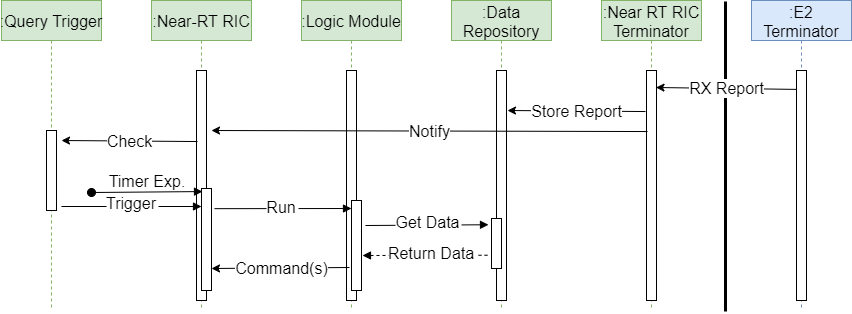 :Query Trigger
:Near-RT RIC
:Logic Module
:Data
Repository
:Near RT RIC
Terminator
:E2
Terminator
RX Report
Store Report
Notify
Check
Timer Exp.
Trigger
Run
Get Data
Return Data
Command(s)